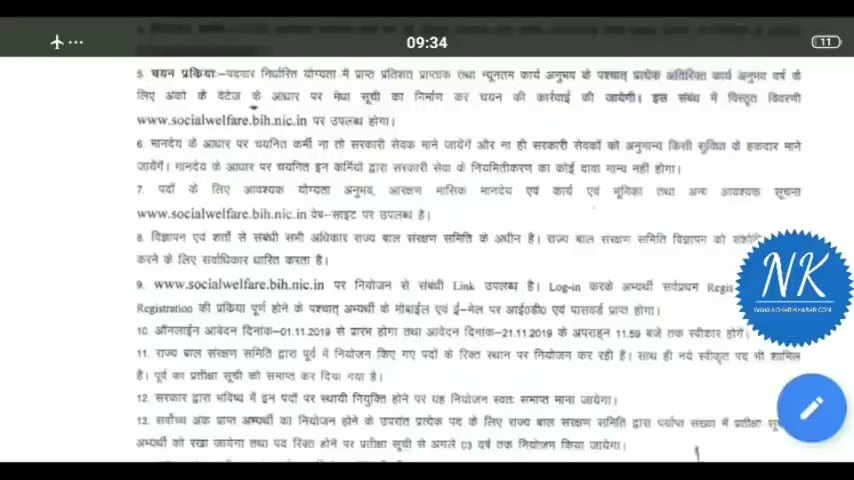 09:34
11
5. चयन प्रक्रियाः–पदवार निर्धारित योग्यता में प्राप्त प्रतिशत प्राप्तांक तथा न्यूनतम कार्य अनुभव के पश्चात् प्रत्येक अतिरिक्त कार्य अनुभव वर्ष के
लिए अंको के वेटेज के आधार पर मेधा सूची का निर्माण कर चयन की कार्रवाई की जायेगी। इस संबंध में विस्तृत विवरणी
www.socialwelfare.bih.nic.in पर उपलब्ध होगा।
6. मानदेय के आधार पर चयनित कर्मी ना तो सरकारी सेवक माने जायेंगें और ना ही सरकारी सेवकों को अनुमान्य किसी सुविधा के हकदार माने
जायेंगें। मानदेय के आधार पर चयनित इन कर्मियों द्वारा सरकारी सेवा के नियमितीकरण का कोई दावा मान्य नहीं होगा।
7. पदों के लिए आवश्यक योग्यता अनुभव, आरक्षण मासिक मानदेय एवं कार्य एवं भूमिका तथा अन्य आवश्यक सूचना
www.socialwelfare.bih.nic.in वेब–साइट पर उपलब्ध है।
8. विज्ञापन एवं शर्तो से संबंधी सभी अधिकार राज्य बाल संरक्षण समिति के अधीन है। राज्य बाल संरक्षण समिति विज्ञापन को
करने के लिए सर्वाधिकार धारित करता है।
9. www.socialwelfare.bih.nic.in पर नियोजन से संबंधी Link उपलब्ध है। Log-in करके अभ्यर्थी सर्वप्रथम Regis
Registration की प्रक्रिया पूर्ण होने के पश्चात् अभ्यर्थी के मोबाईल एवं ई–मेल पर आई०डी० एवं पासवर्ड प्राप्त होगा।
10. ऑनलाईन आवेदन दिनांक–01.11.2019 से प्रारंभ होगा तथा आवेदन दिनांक–21.11.2019 के अपराहन 11.59 बजे तक स्वीकार होगें।
11. राज्य बाल संरक्षण समिति द्वारा पूर्व में नियोजन किए गए पदों के रिक्त स्थान पर नियोजन कर रही है। साथ ही नये स्वीकृत पद भी शामिल
है। पूर्व का प्रतीक्षा सूची को समाप्त कर दिया गया है।
12. सरकार द्वारा भविष्य में इन पदों पर स्थायी नियुक्ति होने पर यह नियोजन स्वतः समाप्त माना जायेगा।
13. सर्वोच्च अंक प्राप्त अभ्यर्थी का नियोजन होने के उपरांत प्रत्येक पद के लिए राज्य बाल संरक्षण समिति द्वारा पर्याप्त संख्या में प्रतीक्षा
अभ्यर्थी को रखा जायेगा तथा पद रिक्त होने पर प्रतीक्षा सूची से अगले 03 वर्ष तक नियोजन किया जायेगा।
NK